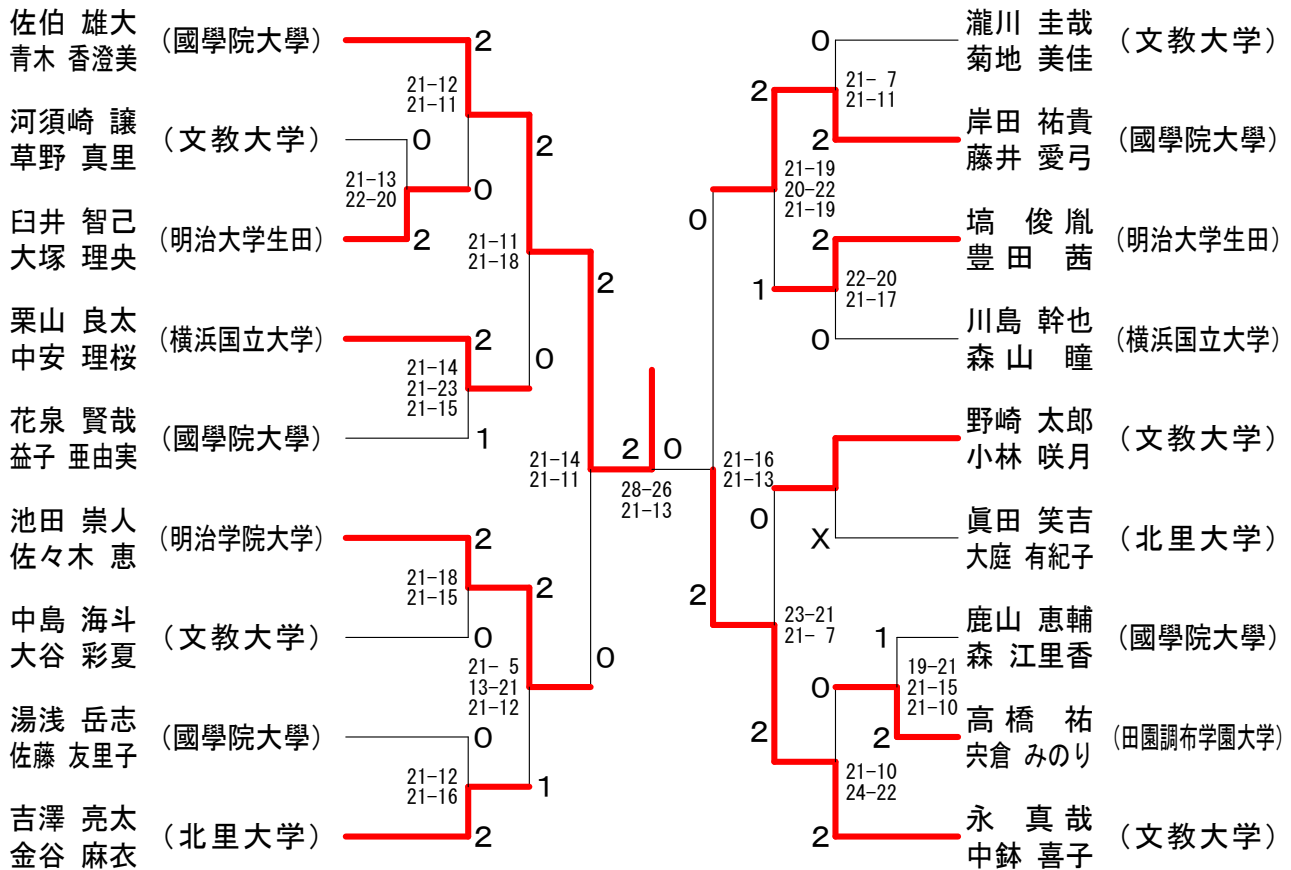 佐伯 雄大
青木 香澄美
(國學院大學)
2
21-12
21-11
河須崎 譲
草野 真里
(文教大学)
0
2
21-13
22-20
0
臼井 智己
大塚 理央
(明治大学生田)
2
21-11
21-18
2
栗山 良太
中安 理桜
(横浜国立大学)
2
21-14
21-23
21-15
0
花泉 賢哉
益子 亜由実
(國學院大學)
1
21-14
21-11
池田 崇人
佐々木 恵
(明治学院大学)
2
21-18
21-15
2
中島 海斗
大谷 彩夏
(文教大学)
0
21- 5
13-21
21-12
0
湯浅 岳志
佐藤 友里子
(國學院大學)
0
21-12
21-16
1
吉澤 亮太
金谷 麻衣
(北里大学)
2
2
0
28-26
21-13
0
瀧川 圭哉
菊地 美佳
(文教大学)
2
21- 7
21-11
2
岸田 祐貴
藤井 愛弓
(國學院大學)
21-19
20-22
21-19
0
2
塙 俊胤
豊田 茜
(明治大学生田)
1
22-20
21-17
0
川島 幹也
森山 瞳
(横浜国立大学)
21-16
21-13
野崎 太郎
小林 咲月
(文教大学)
0
X
眞田 笑吉
大庭 有紀子
(北里大学)
2
23-21
21- 7
1
鹿山 恵輔
森 江里香
(國學院大學)
0
19-21
21-15
21-10
2
高橋 祐
宍倉 みのり
(田園調布学園大学)
2
21-10
24-22
2
永 真哉
中鉢 喜子
(文教大学)